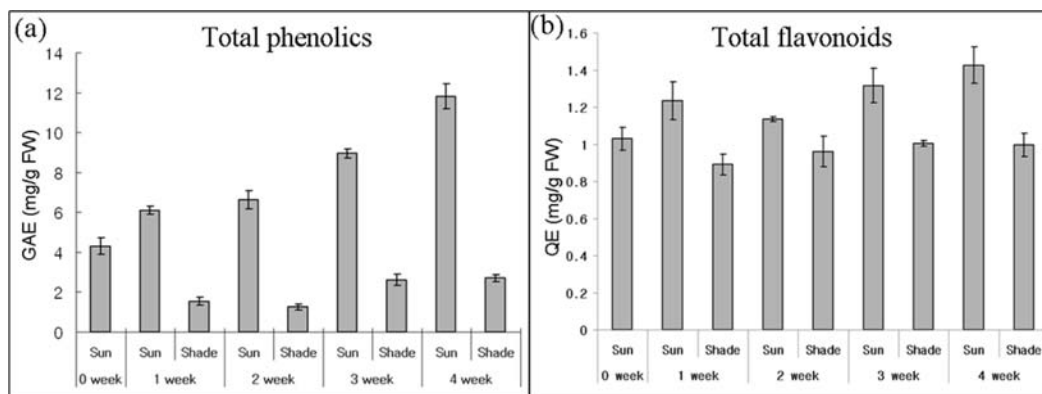 (a)
Total phenolics
GAE (mg/g FW)
14
12
10
8
6
4
2
0
Sun Sun Shade Sun Shade Sun Shade Sun Shade
0 week 1 week 2 week 3 week 4 week
(b)
Total flavonoids
QE (mg/g FW)
1.6
1.4
1.2
1
0.8
0.6
0.4
0.2
0
Sun Sun Shade Sun Shade Sun Shade Sun Shade
0 week 1 week 2 week 3 week 4 week